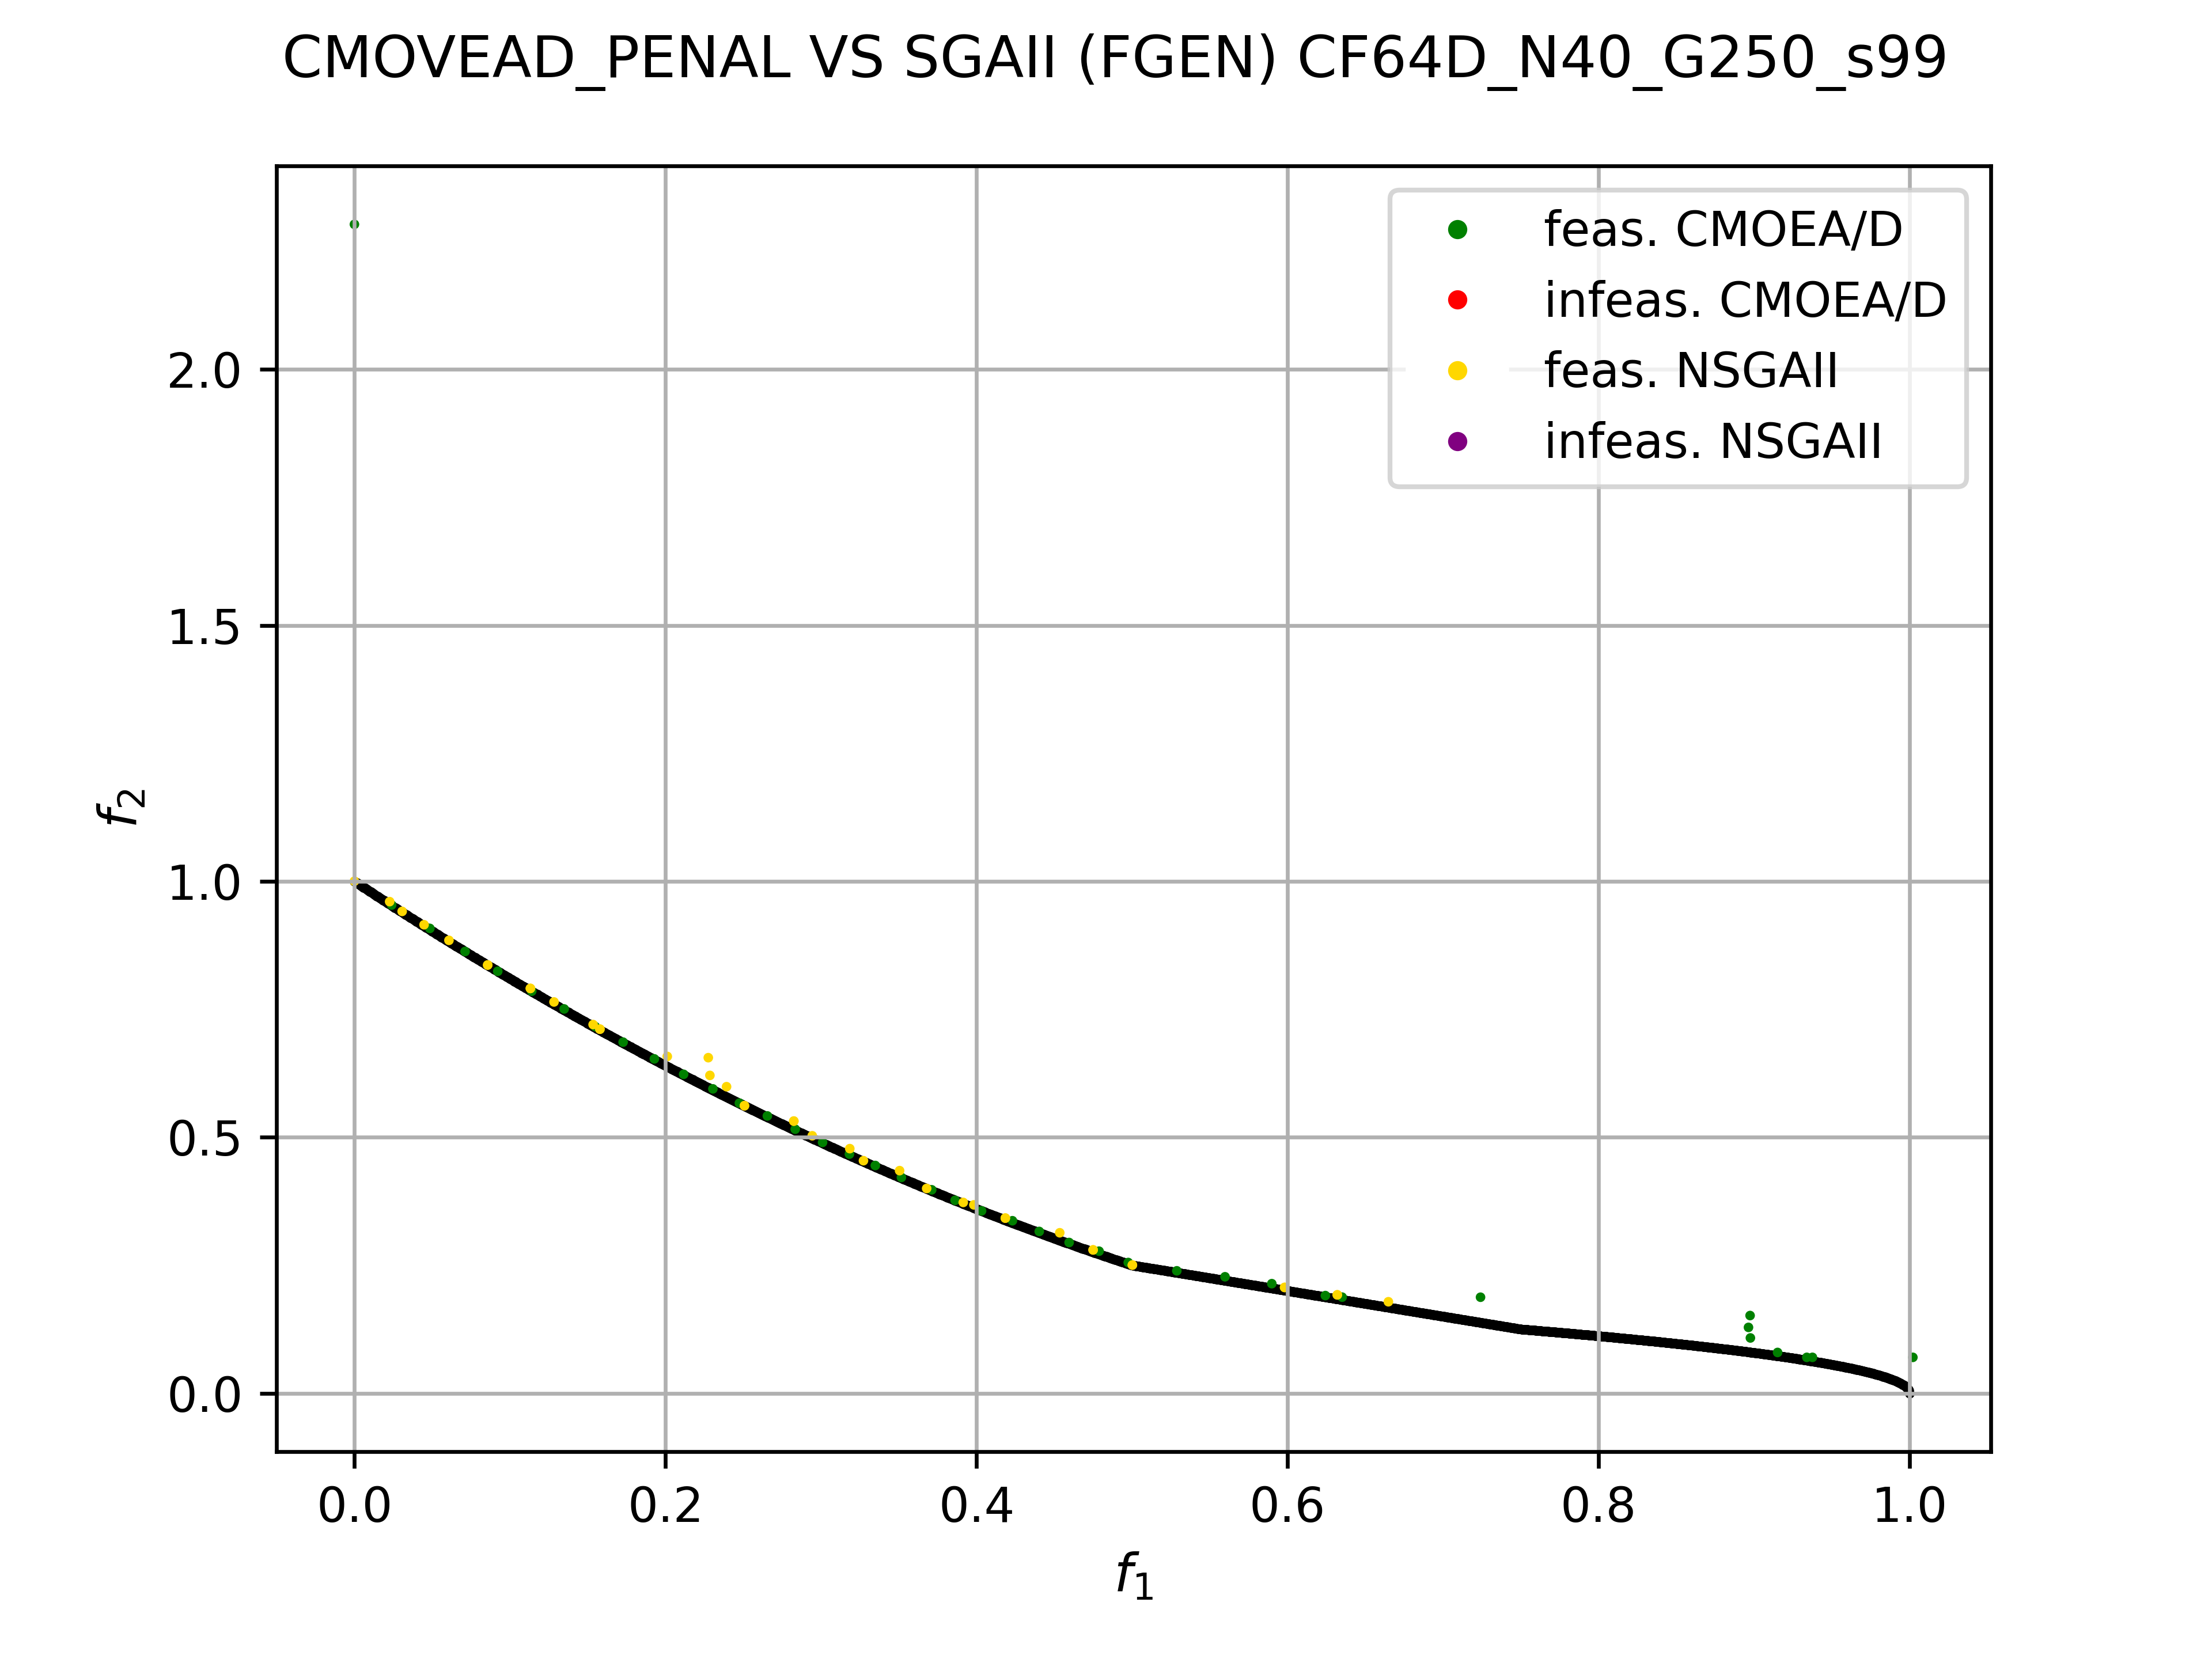 CMOVEAD_PENAL VS SGAII (FGEN) CF64D_N40_G250_s99
feas. CMOEA/D
infeas. CMOEA/D
feas. NSGAII
infeas. NSGAII
2.0
1.5
1.0
0.5
0.0
f2
0.0 0.2 0.4 0.6 0.8 1.0
f1